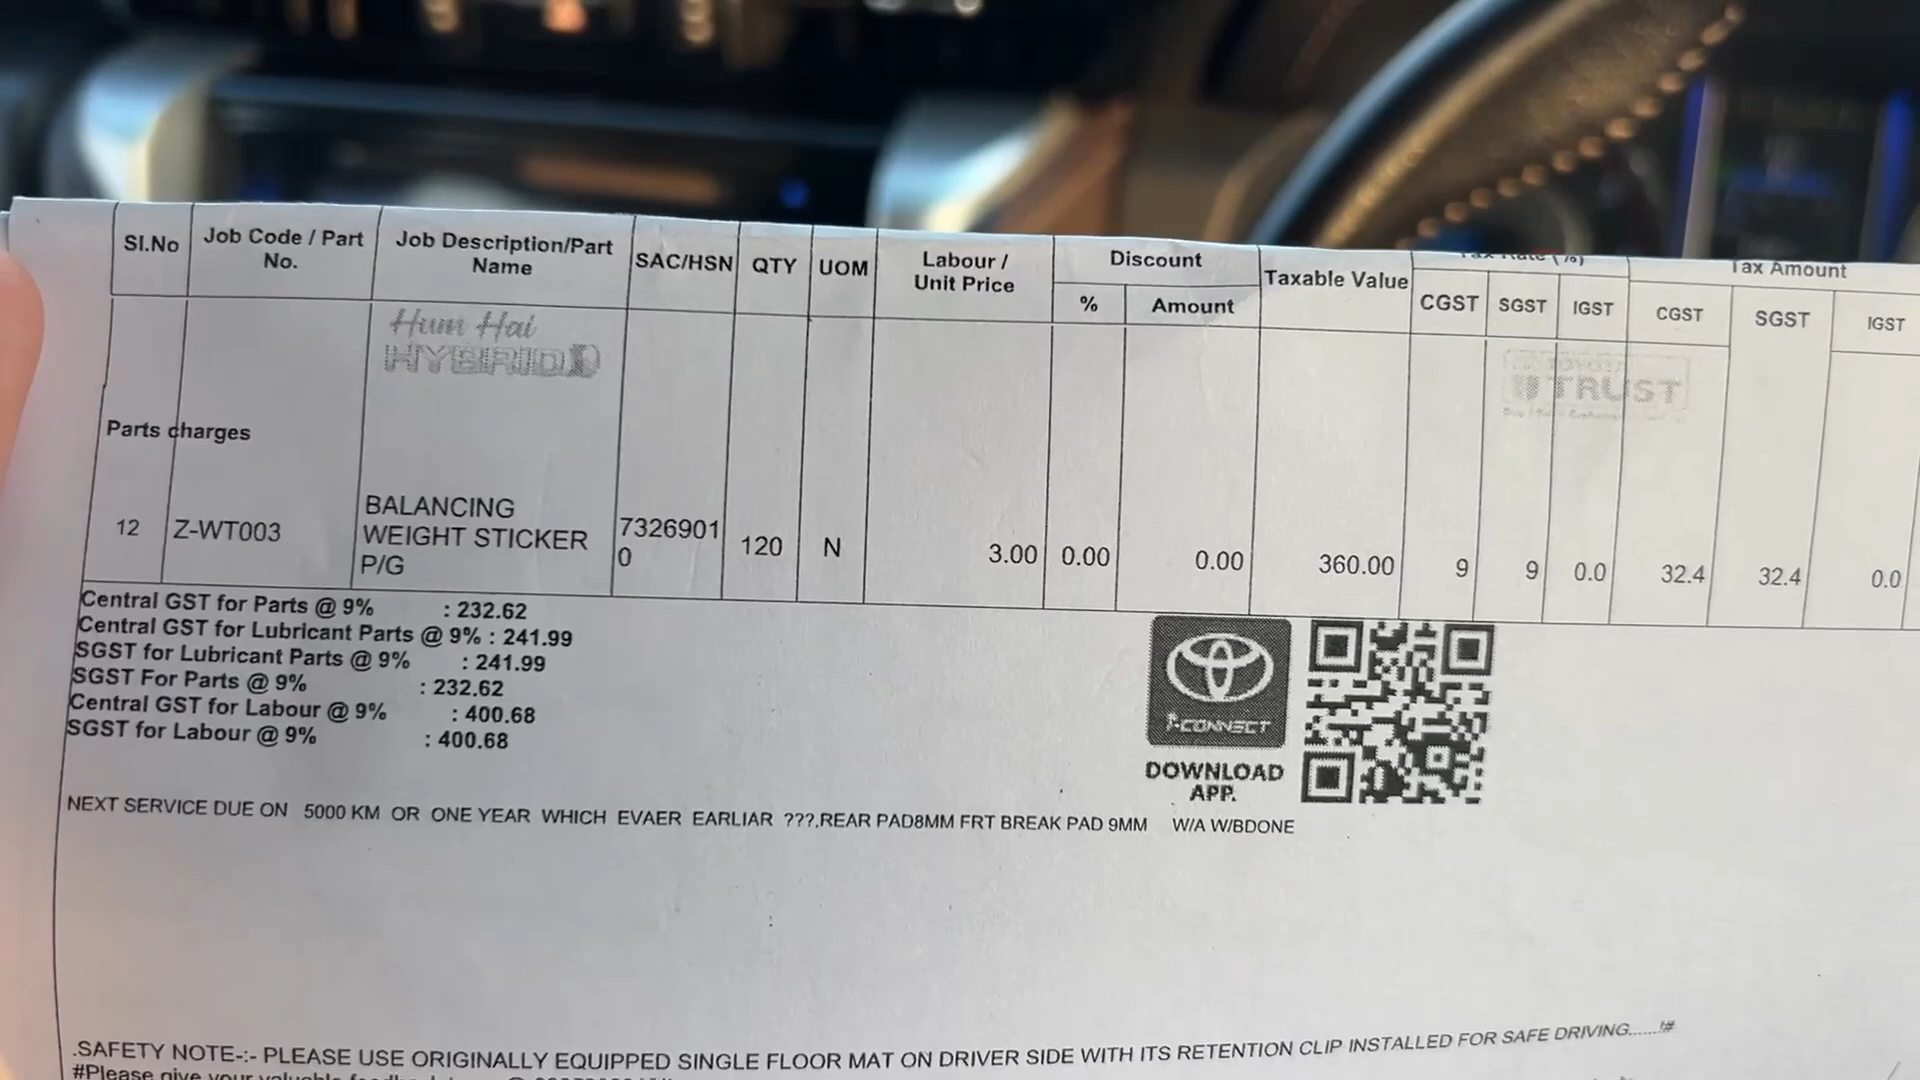 Sl.No
Job Code / Part
No.
Job Description/Part
Name
SAC/HSN
QTY
UOM
Labour /
Unit Price
Discount
%
Amount
Taxable Value
Tax Rate (%)
CGST
SGST
IGST
Tax Amount
CGST
SGST
IGST
Hum Hai
HYBRID
TOYOTA
U TRUST
Parts charges
12
Z-WT003
BALANCING
WEIGHT STICKER
P/G
7326901
0
120
N
3.00
0.00
0.00
360.00
9
9
0.0
32.4
32.4
0.0
Central GST for Parts @ 9% : 232.62
Central GST for Lubricant Parts @ 9% : 241.99
SGST for Lubricant Parts @ 9% : 241.99
SGST For Parts @ 9% : 232.62
Central GST for Labour @ 9% : 400.68
SGST for Labour @ 9% : 400.68
i-CONNECT
DOWNLOAD
APP.
NEXT SERVICE DUE ON 5000 KM OR ONE YEAR WHICH EVAER EARLIAR ???.REAR PAD8MM FRT BREAK PAD 9MM W/A W/BDONE
.SAFETY NOTE-:- PLEASE USE ORIGINALLY EQUIPPED SINGLE FLOOR MAT ON DRIVER SIDE WITH ITS RETENTION CLIP INSTALLED FOR SAFE DRIVING......!#
#Please give your valuable